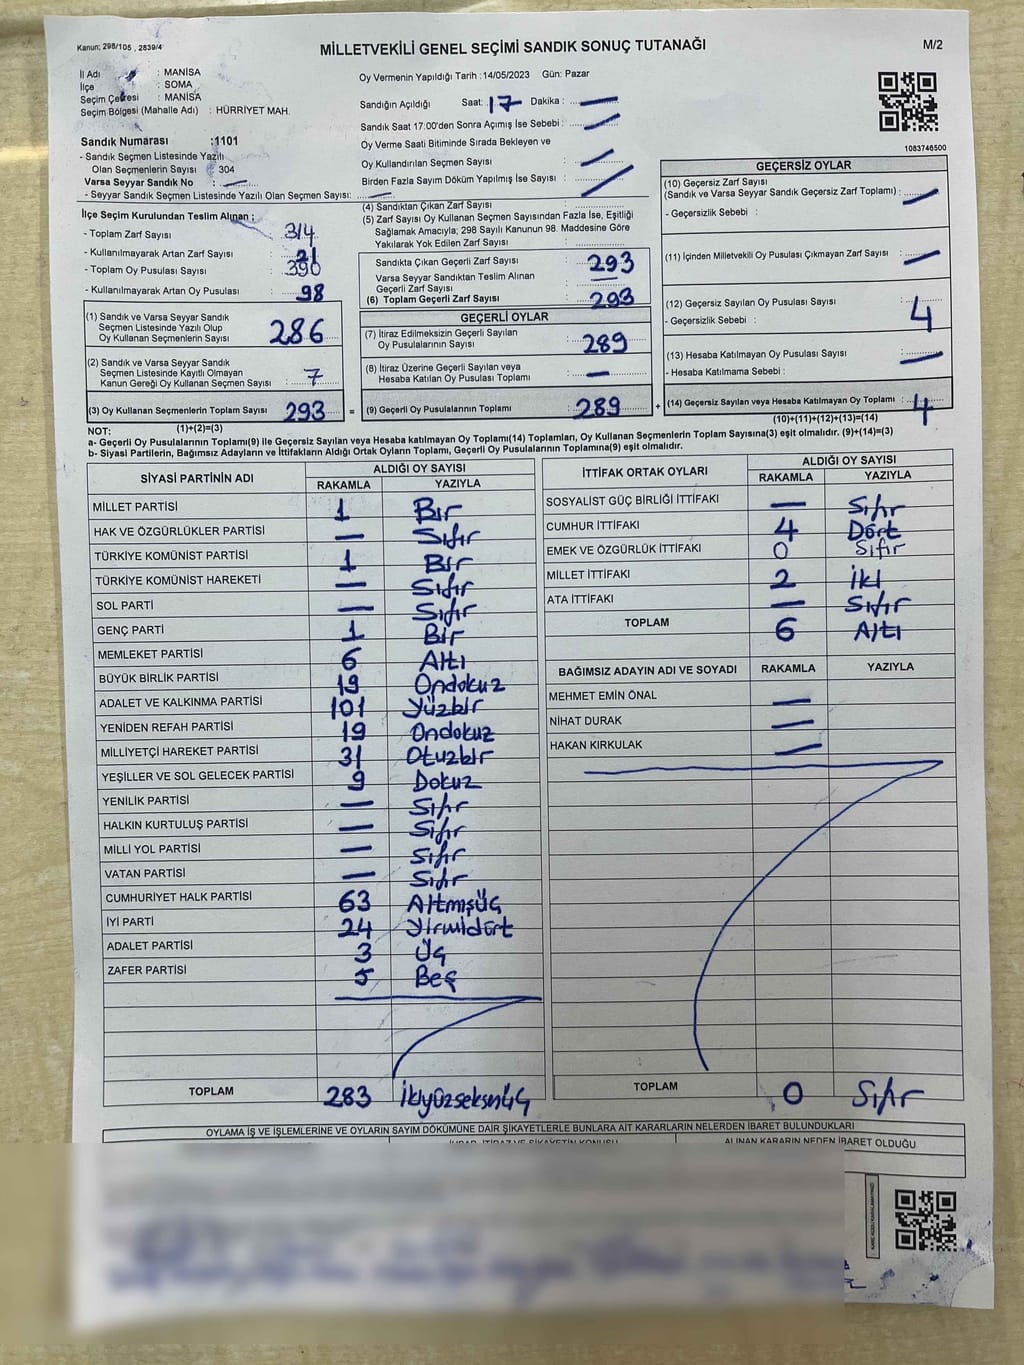 Kanun; 298/105 , 2839/4
MİLLETVEKİLİ GENEL SEÇİMİ SANDIK SONUÇ TUTANAĞI
M/2
İl Adı : MANİSA
İlçe : SOMA
Seçim Çevresi : MANİSA
Seçim Bölgesi (Mahalle Adı) : HÜRRİYET MAH.
Sandık Numarası :1101
- Sandık Seçmen Listesinde Yazılı
Olan Seçmenlerin Sayısı : 304
Varsa Seyyar Sandık No : —
- Seyyar Sandık Seçmen Listesinde Yazılı Olan Seçmen Sayısı: —
Oy Vermenin Yapıldığı Tarih :14/05/2023 Gün: Pazar
Sandığın Açıldığı Saat: 17 Dakika : —
Sandık Saat 17:00'den Sonra Açımış İse Sebebi : —
Oy Verme Saati Bitiminde Sırada Bekleyen ve
Oy Kullandırılan Seçmen Sayısı : —
Birden Fazla Sayım Döküm Yapılmış İse Sayısı : —
1083746500
İlçe Seçim Kurulundan Teslim Alınan ;
- Toplam Zarf Sayısı : 314
- Kullanılmayarak Artan Zarf Sayısı : 21
- Toplam Oy Pusulası Sayısı : 390
- Kullanılmayarak Artan Oy Pusulası : 98
(1) Sandık ve Varsa Seyyar Sandık
Seçmen Listesinde Yazılı Olup
Oy Kullanan Seçmenlerin Sayısı : 286
(2) Sandık ve Varsa Seyyar Sandık
Seçmen Listesinde Kayıtlı Olmayan
Kanun Gereği Oy Kullanan Seçmen Sayısı : 7
(3) Oy Kullanan Seçmenlerin Toplam Sayısı : 293
(1)+(2)=(3)
(4) Sandıktan Çıkan Zarf Sayısı :
(5) Zarf Sayısı Oy Kullanan Seçmen Sayısından Fazla İse, Eşitliği
Sağlamak Amacıyla; 298 Sayılı Kanunun 98. Maddesine Göre
Yakılarak Yok Edilen Zarf Sayısı :
Sandıkta Çıkan Geçerli Zarf Sayısı : 293
Varsa Seyyar Sandıktan Teslim Alınan
Geçerli Zarf Sayısı : —
(6) Toplam Geçerli Zarf Sayısı : 293
GEÇERLİ OYLAR
(7) İtiraz Edilmeksizin Geçerli Sayılan
Oy Pusulalarının Sayısı : 289
(8) İtiraz Üzerine Geçerli Sayılan veya
Hesaba Katılan Oy Pusulası Toplamı : —
= (9) Geçerli Oy Pusulalarının Toplamı : 289
GEÇERSİZ OYLAR
(10) Geçersiz Zarf Sayısı
(Sandık ve Varsa Seyyar Sandık Geçersiz Zarf Toplamı) : —
- Geçersizlik Sebebi :
(11) İçinden Milletvekili Oy Pusulası Çıkmayan Zarf Sayısı : —
(12) Geçersiz Sayılan Oy Pusulası Sayısı : 4
- Geçersizlik Sebebi :
(13) Hesaba Katılmayan Oy Pusulası Sayısı : —
- Hesaba Katılmama Sebebi :
+ (14) Geçersiz Sayılan veya Hesaba Katılmayan Oy Toplamı : 4
(10)+(11)+(12)+(13)=(14)
NOT:
a- Geçerli Oy Pusulalarının Toplamı(9) ile Geçersiz Sayılan veya Hesaba katılmayan Oy Toplamı(14) Toplamları, Oy Kullanan Seçmenlerin Toplam Sayısına(3) eşit olmalıdır. (9)+(14)=(3)
b- Siyasi Partilerin, Bağımsız Adayların ve İttifakların Aldığı Ortak Oyların Toplamı, Geçerli Oy Pusulalarının Toplamına(9) eşit olmalıdır.
SİYASİ PARTİNİN ADI ALDIĞI OY SAYISI
RAKAMLA YAZIYLA
MİLLET PARTİSİ 1 Bir
HAK VE ÖZGÜRLÜKLER PARTİSİ — Sıfır
TÜRKİYE KOMÜNİST PARTİSİ 1 Bir
TÜRKİYE KOMÜNİST HAREKETİ — Sıfır
SOL PARTİ — Sıfır
GENÇ PARTİ 1 Bir
MEMLEKET PARTİSİ 6 Altı
BÜYÜK BİRLİK PARTİSİ 19 Ondokuz
ADALET VE KALKINMA PARTİSİ 101 Yüzbir
YENİDEN REFAH PARTİSİ 19 Ondokuz
MİLLİYETÇİ HAREKET PARTİSİ 31 Otuzbir
YEŞİLLER VE SOL GELECEK PARTİSİ 9 Dokuz
YENİLİK PARTİSİ — Sıfır
HALKIN KURTULUŞ PARTİSİ — Sıfır
MİLLİ YOL PARTİSİ — Sıfır
VATAN PARTİSİ — Sıfır
CUMHURİYET HALK PARTİSİ 63 Altmışüç
İYİ PARTİ 24 Yirmidört
ADALET PARTİSİ 3 Üç
ZAFER PARTİSİ 5 Beş
TOPLAM 283 İkiyüzseksnüç
İTTİFAK ORTAK OYLARI ALDIĞI OY SAYISI
RAKAMLA YAZIYLA
SOSYALIST GÜÇ BİRLİĞİ İTTİFAKI — Sıfır
CUMHUR İTTİFAKI 4 Dört
EMEK VE ÖZGÜRLÜK İTTİFAKI 0 Sıfır
MİLLET İTTİFAKI 2 İki
ATA İTTİFAKI — Sıfır
TOPLAM 6 Altı
BAĞIMSIZ ADAYIN ADI VE SOYADI RAKAMLA YAZIYLA
MEHMET EMİN ÖNAL —
NİHAT DURAK —
HAKAN KIRKULAK —
TOPLAM 0 Sıfır
OYLAMA İŞ VE İŞLEMLERİNE VE OYLARIN SAYIM DÖKÜMÜNE DAİR ŞİKAYETLERLE BUNLARA AİT KARARLARIN NELERDEN İBARET BULUNDUKLARI
ALINAN KARARIN NEDEN İBARET OLDUĞU